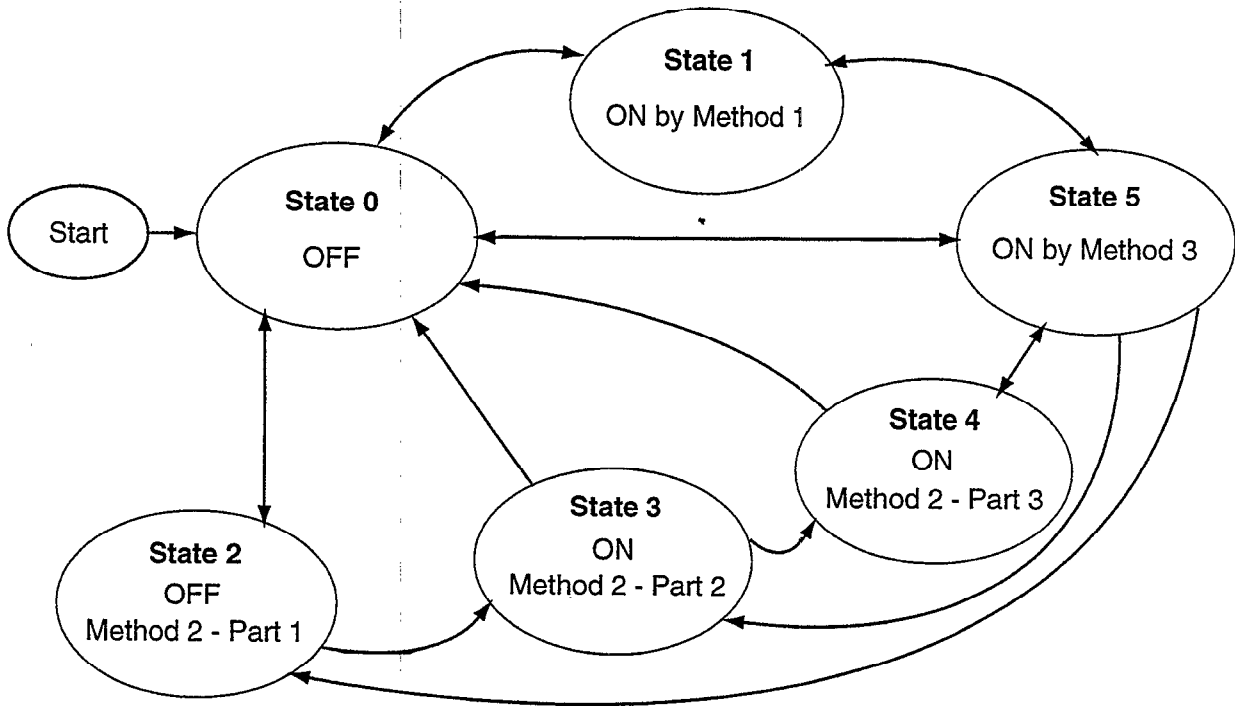 State 1
ON by Method 1
State 0
OFF
Start
State 5
ON by Method 3
State 4
ON
Method 2 - Part 3
State 3
ON
Method 2 - Part 2
State 2
OFF
Method 2 - Part 1